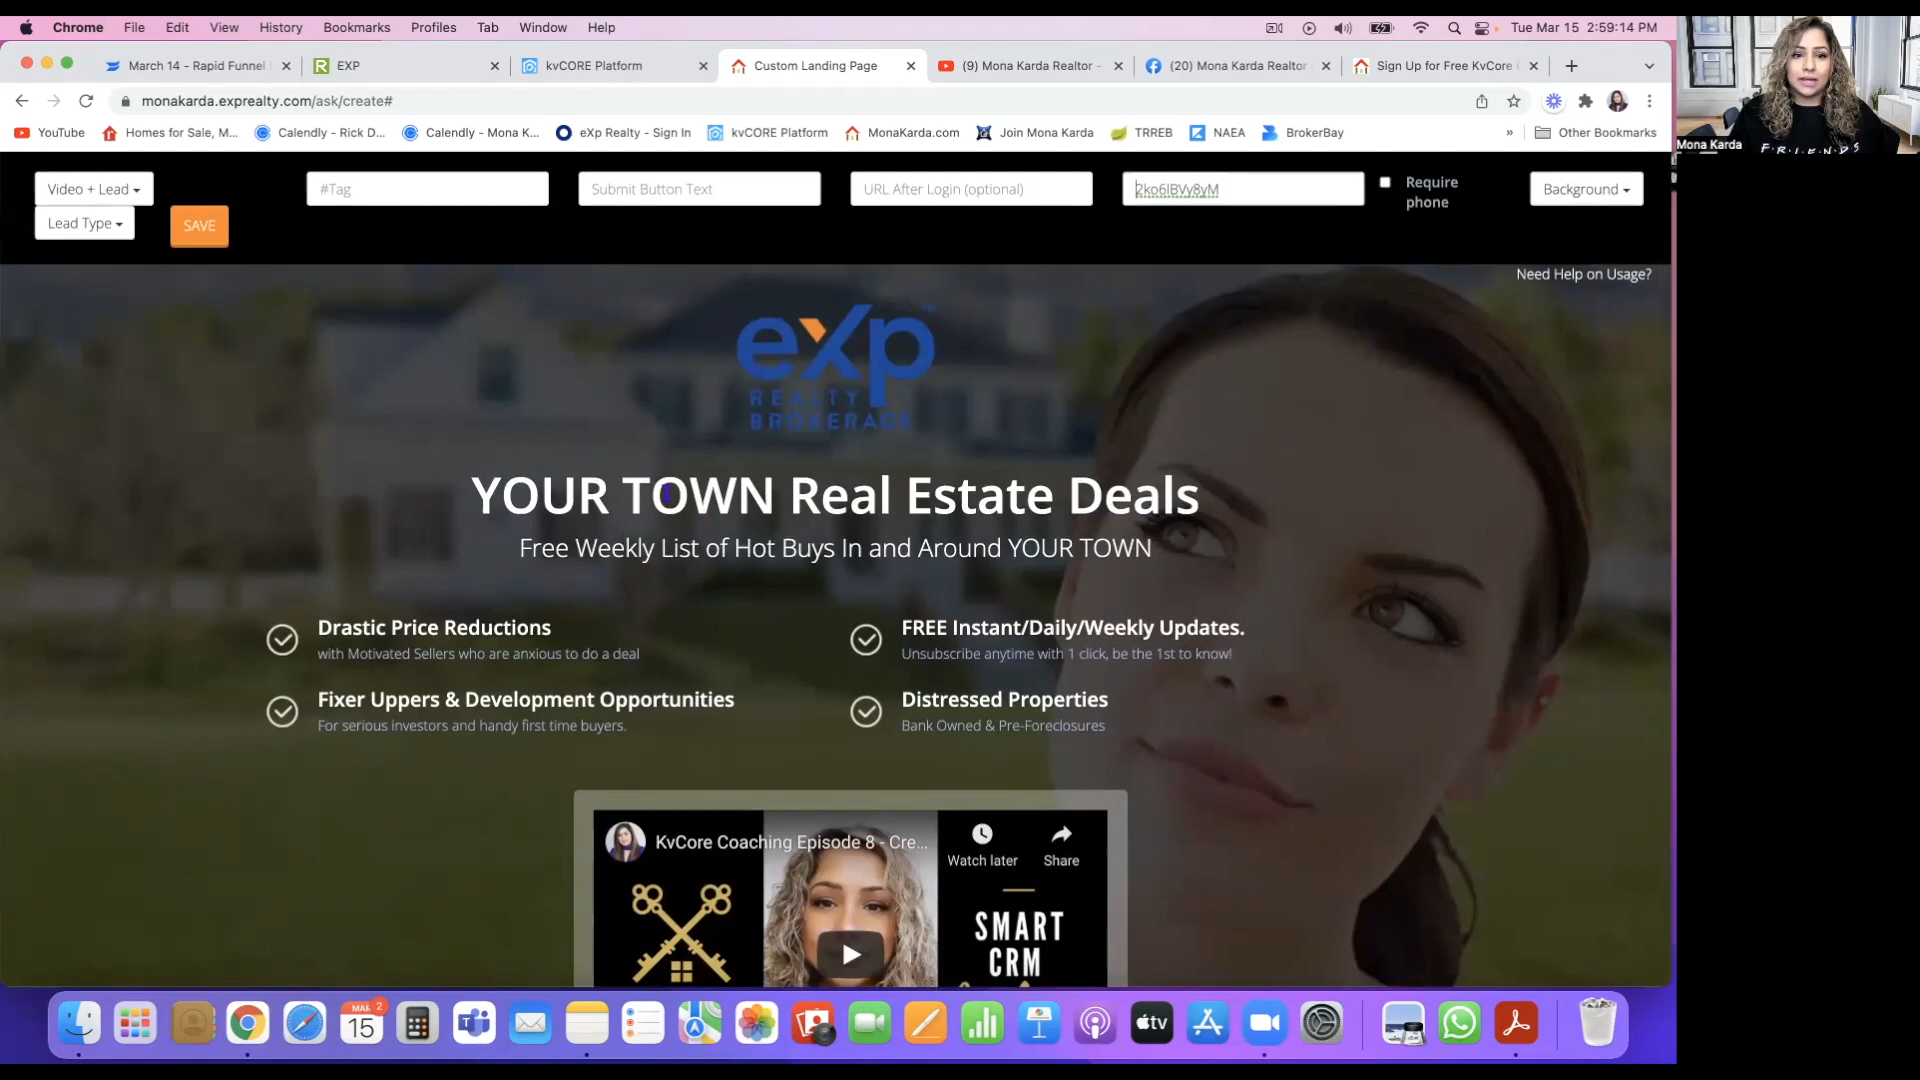 Chrome File Edit View History Bookmarks Profiles Tab Window Help Tue Mar 15 2:59:14 PM
March 14 - Rapid Funnel EXP kvCORE Platform Custom Landing Page (9) Mona Karda Realtor - (20) Mona Karda Realtor Sign Up for Free KvCore
monakarda.exprealty.com/ask/create#
YouTube Homes for Sale, M... Calendly - Rick D... Calendly - Mona K... eXp Realty - Sign In kvCORE Platform MonaKarda.com Join Mona Karda TRREB NAEA BrokerBay » Other Bookmarks
Mona Karda
F·R·I·E·N·D·S
Video + Lead #Tag Submit Button Text URL After Login (optional) 2ko6lBVy8yM Require phone Background
Lead Type SAVE
Need Help on Usage?
eXp
REALTY
BROKERAGE
YOUR TOWN Real Estate Deals
Free Weekly List of Hot Buys In and Around YOUR TOWN
Drastic Price Reductions
with Motivated Sellers who are anxious to do a deal
FREE Instant/Daily/Weekly Updates.
Unsubscribe anytime with 1 click, be the 1st to know!
Fixer Uppers & Development Opportunities
For serious investors and handy first time buyers.
Distressed Properties
Bank Owned & Pre-Foreclosures
KvCore Coaching Episode 8 - Cre...
Watch later Share
SMART
CRM
MAR 2
15
tv